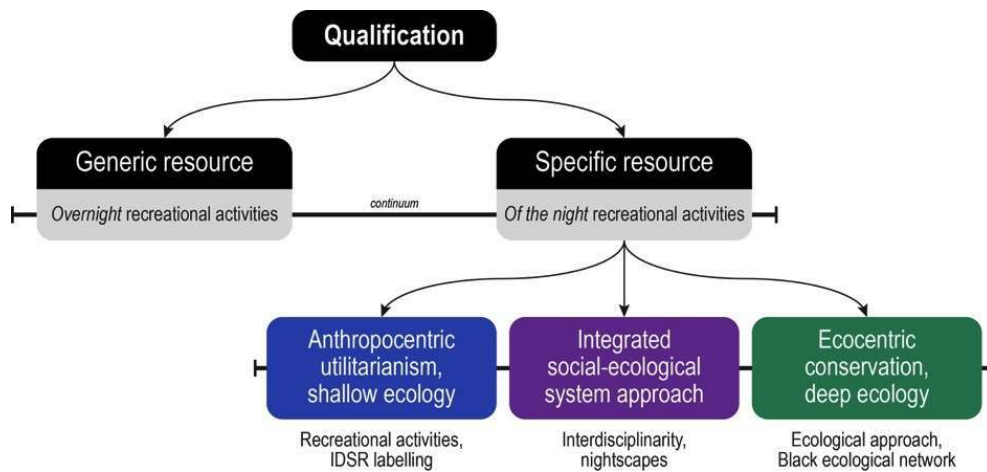 Qualification
Generic resource
Overnight recreational activities
continuum
Specific resource
Of the night recreational activities
Anthropocentric
utilitarianism,
shallow ecology
Recreational activities,
IDSR labelling
Integrated
social-ecological
system approach
Interdisciplinarity,
nightscapes
Ecocentric
conservation,
deep ecology
Ecological approach,
Black ecological network